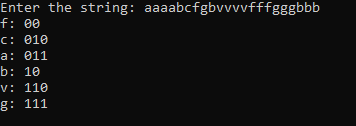 Enter the string: aaaabcfgbvvvvfffgggbbb
f: 00
c: 010
a: 011
b: 10
v: 110
g: 111